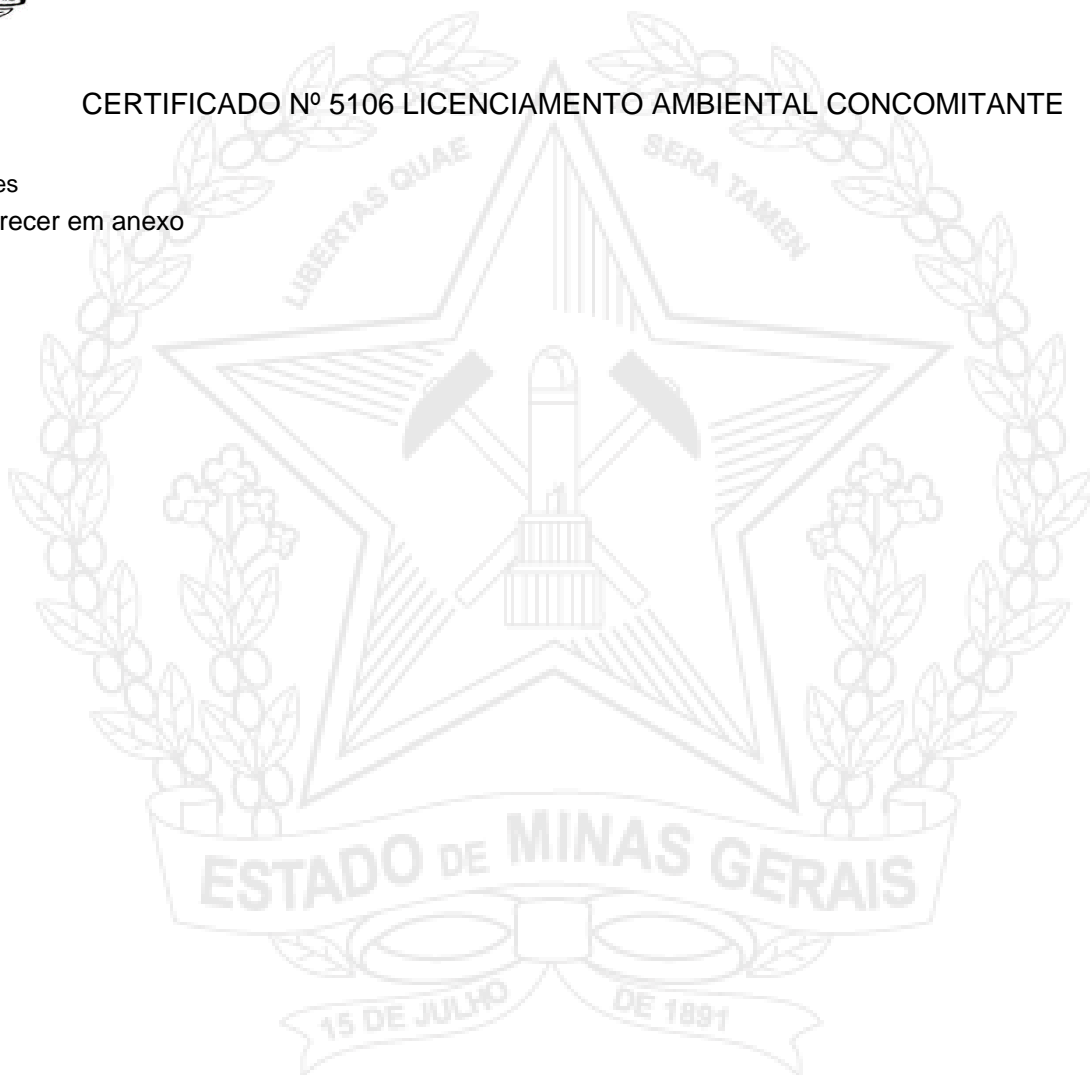 CERTIFICADO Nº 5106 LICENCIAMENTO AMBIENTAL CONCOMITANTE
es
recer em anexo
LIBERTAS QUAE SERA TAMEN
ESTADO DE MINAS GERAIS
15 DE JULHO DE 1891